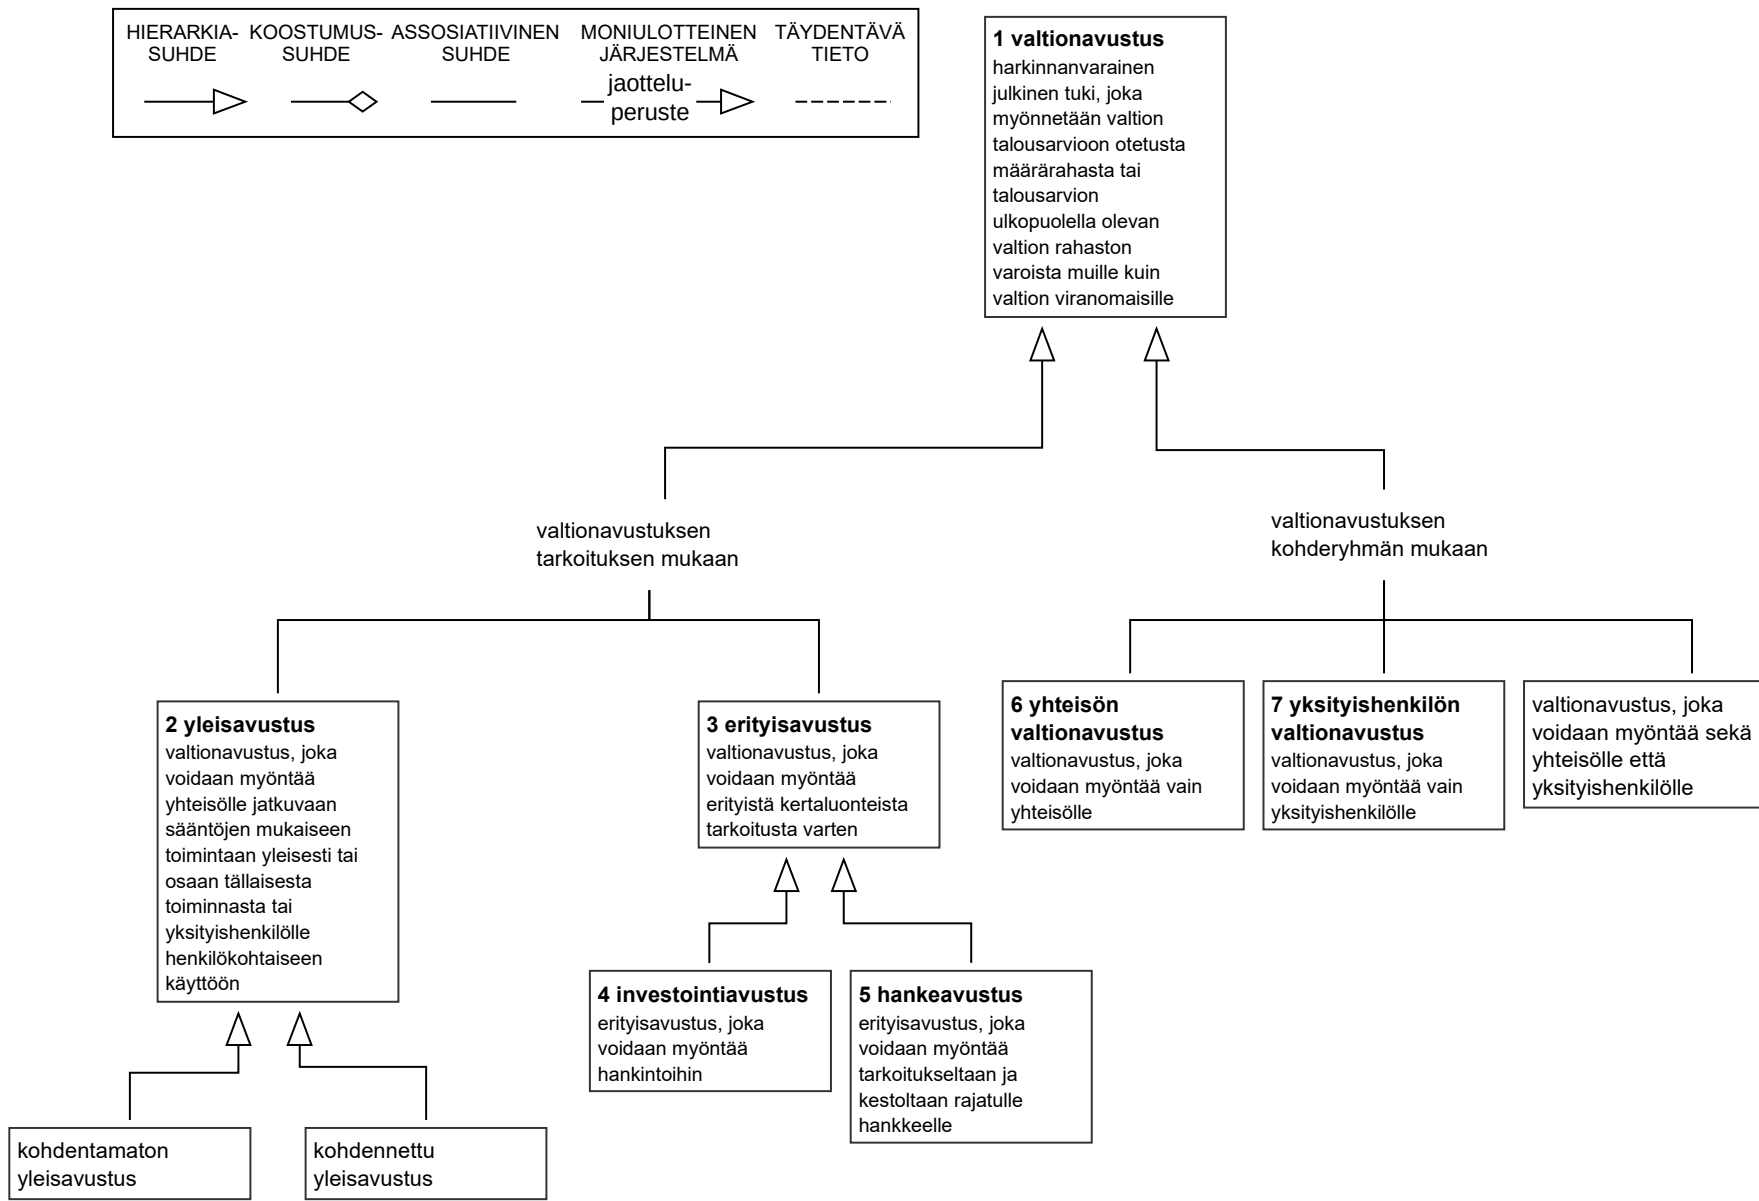 HIERARKIA-
SUHDE
KOOSTUMUS-
SUHDE
ASSOSIATIIVINEN
SUHDE
MONIULOTTEINEN
JÄRJESTELMÄ
jaottelu-
peruste
TÄYDENTÄVÄ
TIETO
1 valtionavustus
harkinnanvarainen
julkinen tuki, joka
myönnetään valtion
talousarvioon otetusta
määrärahasta tai
talousarvion
ulkopuolella olevan
valtion rahaston
varoista muille kuin
valtion viranomaisille
valtionavustuksen
tarkoituksen mukaan
valtionavustuksen
kohderyhmän mukaan
2 yleisavustus
valtionavustus, joka
voidaan myöntää
yhteisölle jatkuvaan
sääntöjen mukaiseen
toimintaan yleisesti tai
osaan tällaisesta
toiminnasta tai
yksityishenkilölle
henkilökohtaiseen
käyttöön
3 erityisavustus
valtionavustus, joka
voidaan myöntää
erityistä kertaluonteista
tarkoitusta varten
6 yhteisön
valtionavustus
valtionavustus, joka
voidaan myöntää vain
yhteisölle
7 yksityishenkilön
valtionavustus
valtionavustus, joka
voidaan myöntää vain
yksityishenkilölle
valtionavustus, joka
voidaan myöntää sekä
yhteisölle että
yksityishenkilölle
4 investointiavustus
erityisavustus, joka
voidaan myöntää
hankintoihin
5 hankeavustus
erityisavustus, joka
voidaan myöntää
tarkoitukseltaan ja
kestoltaan rajatulle
hankkeelle
kohdentamaton
yleisavustus
kohdennettu
yleisavustus